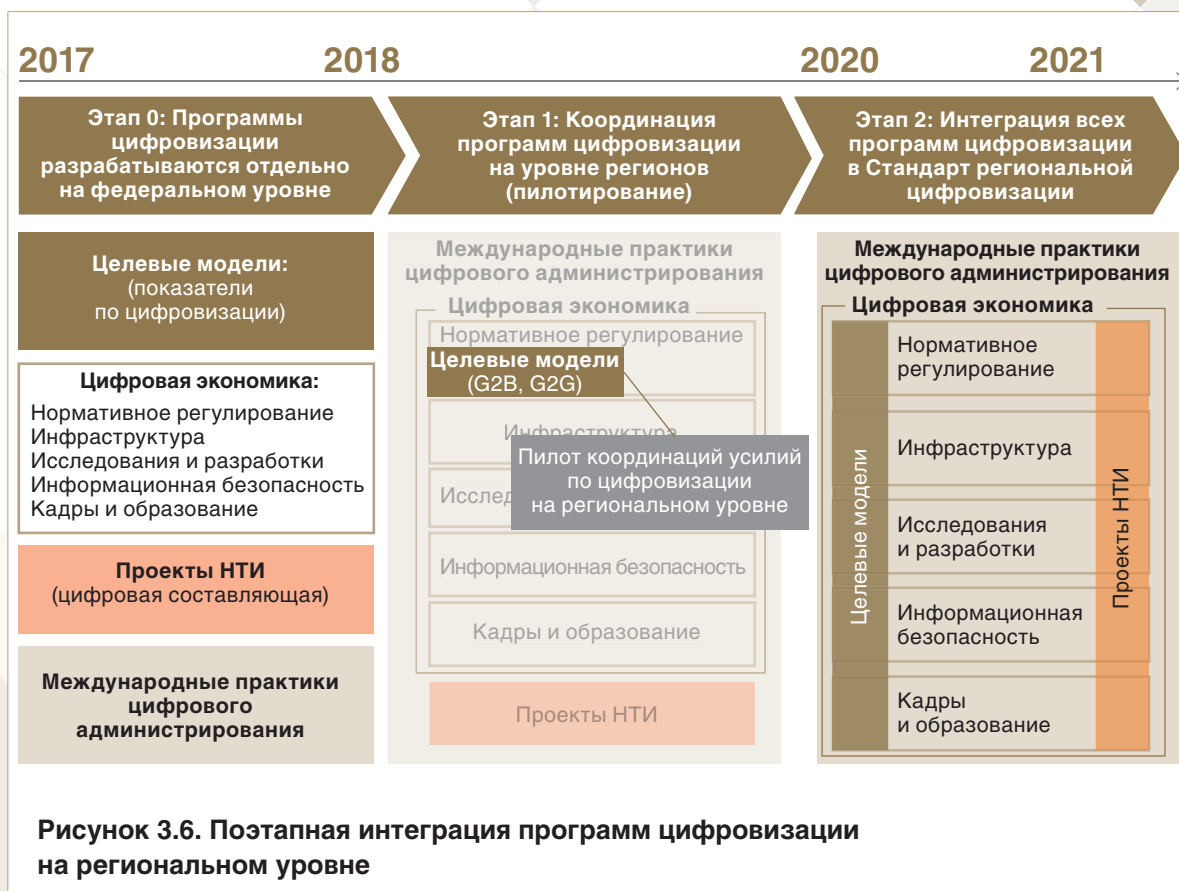 2017
2018
2020
2021
Этап 0: Программы
цифровизации
разрабатываются отдельно
на федеральном уровне
Этап 1: Координация
программ цифровизации
на уровне регионов
(пилотирование)
Этап 2: Интеграция всех
программ цифровизации
в Стандарт региональной
цифровизации
Целевые модели:
(показатели
по цифровизации)
Цифровая экономика:
Нормативное регулирование
Инфраструктура
Исследования и разработки
Информационная безопасность
Кадры и образование
Проекты НТИ
(цифровая составляющая)
Международные практики
цифрового
администрирования
Международные практики
цифрового администрирования
Цифровая экономика
Нормативное регулирование
Целевые модели
(G2B, G2G)
Инфраструктура
Пилот координаций усилий
по цифровизации
на региональном уровне
Информационная безопасность
Кадры и образование
Проекты НТИ
Международные практики
цифрового администрирования
Цифровая экономика
Целевые модели
Нормативное
регулирование
Инфраструктура
Исследования
и разработки
Информационная
безопасность
Кадры
и образование
Проекты НТИ
Рисунок 3.6. Поэтапная интеграция программ цифровизации
на региональном уровне